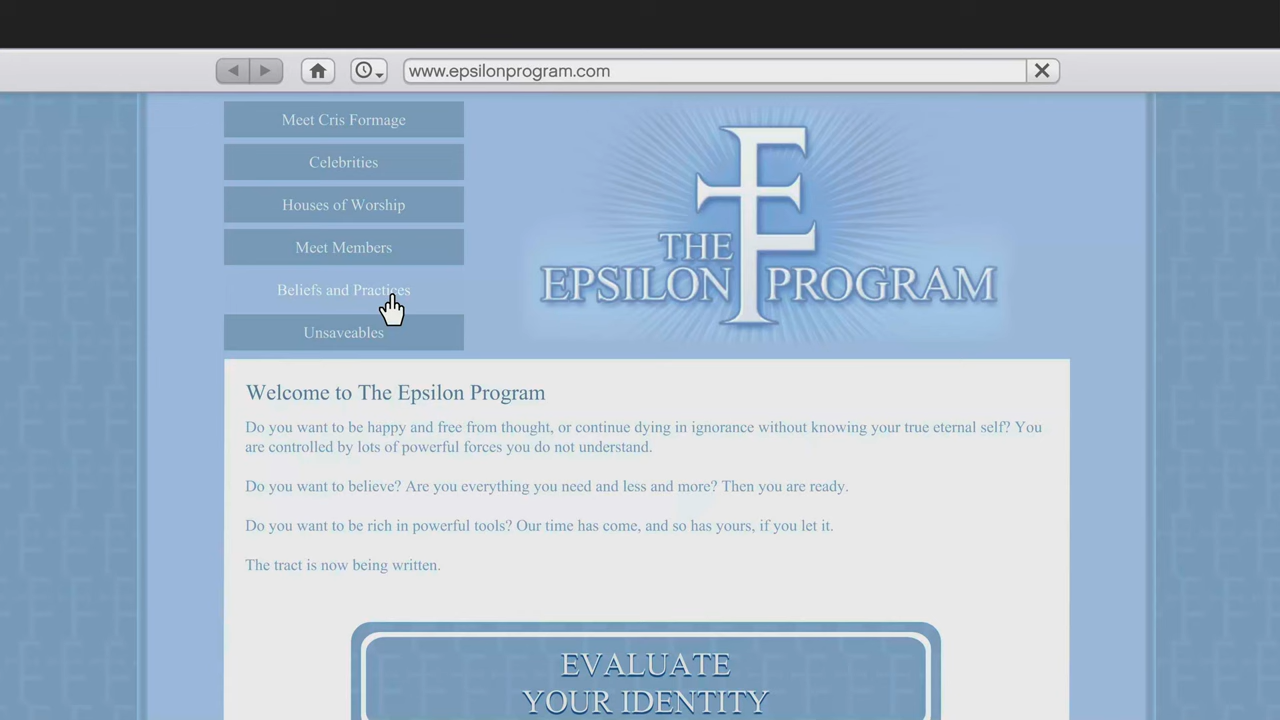 www.epsilonprogram.com
Meet Cris Formage
Celebrities
Houses of Worship
Meet Members
Beliefs and Practices
Unsaveables
THE
EPSILON PROGRAM
Welcome to The Epsilon Program
Do you want to be happy and free from thought, or continue dying in ignorance without knowing your true eternal self? You
are controlled by lots of powerful forces you do not understand.
Do you want to believe? Are you everything you need and less and more? Then you are ready.
Do you want to be rich in powerful tools? Our time has come, and so has yours, if you let it.
The tract is now being written.
EVALUATE
YOUR IDENTITY